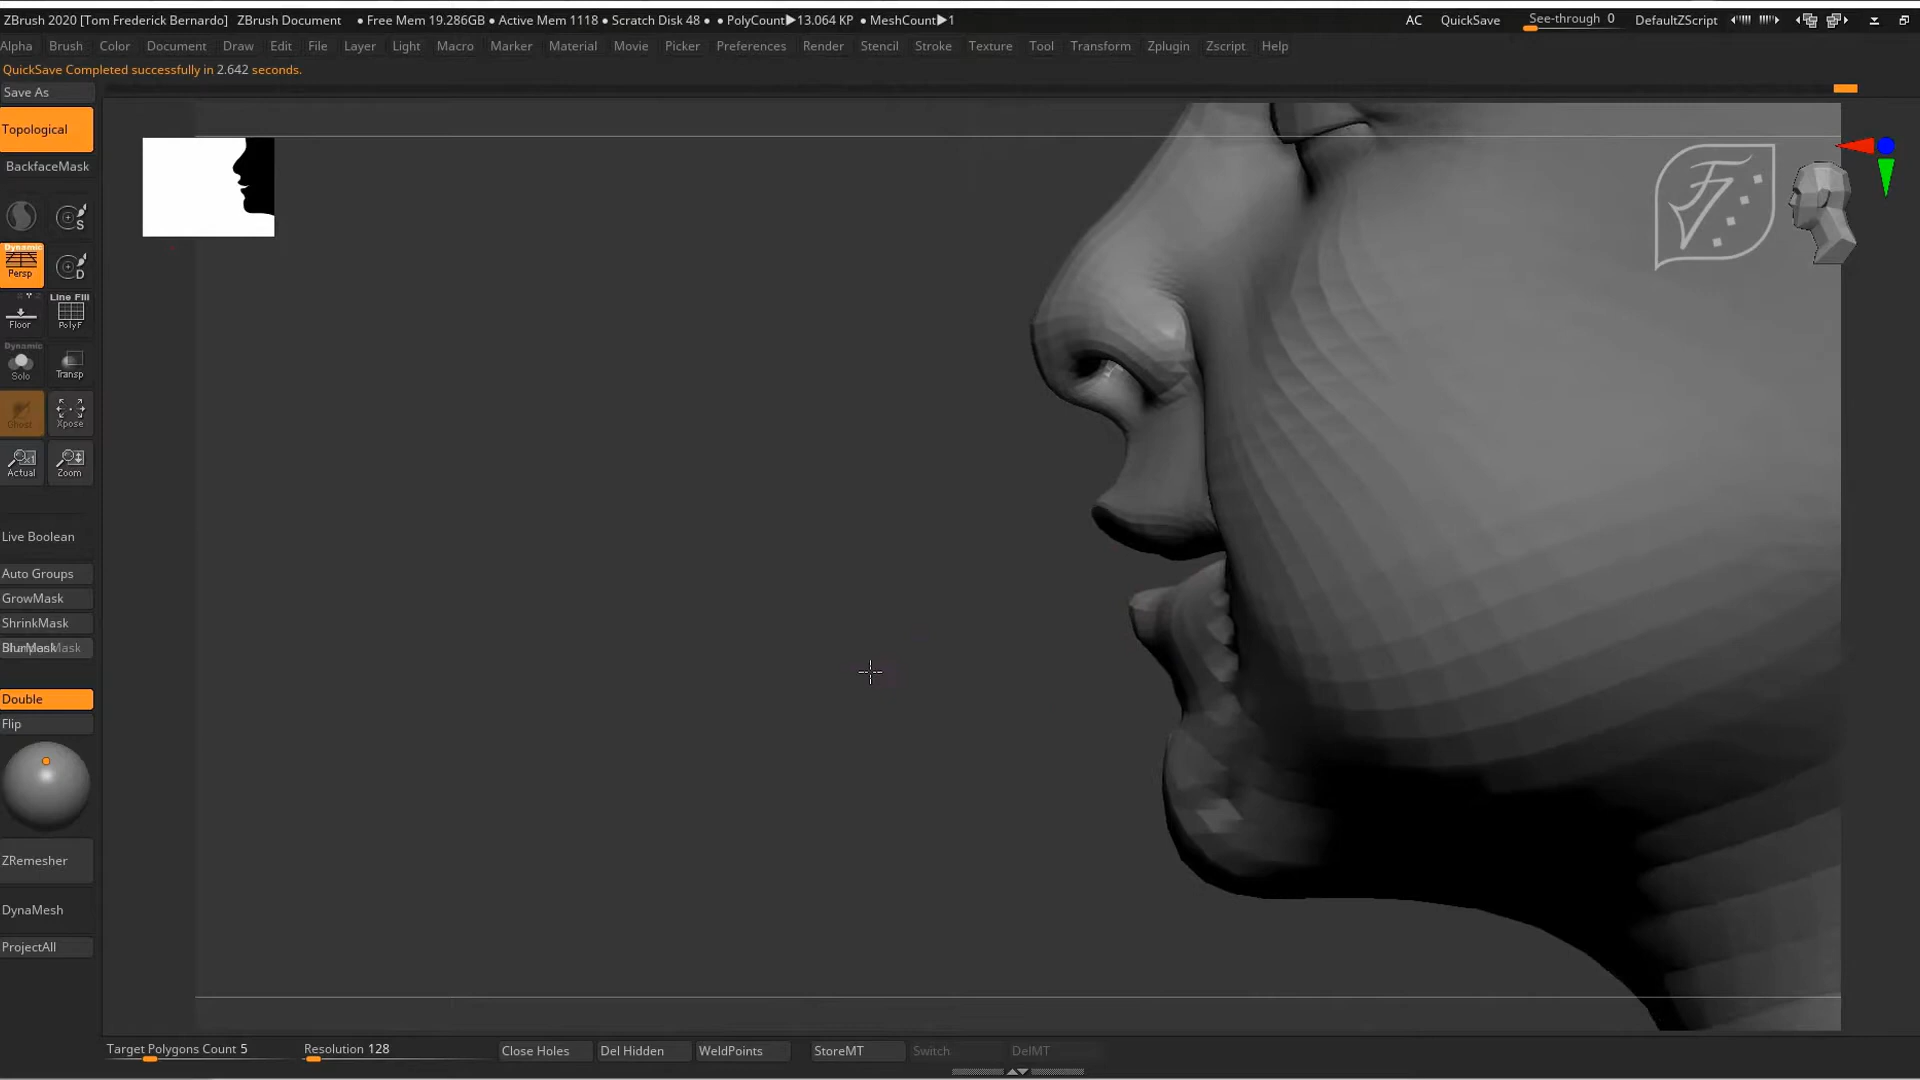 ZBrush 2020 [Tom Frederick Bernardo] ZBrush Document • Free Mem 19.286GB • Active Mem 1118 • Scratch Disk 48 • • PolyCount▶13.064 KP • MeshCount▶1 AC QuickSave See-through 0 DefaultZScript
Alpha Brush Color Document Draw Edit File Layer Light Macro Marker Material Movie Picker Preferences Render Stencil Stroke Texture Tool Transform Zplugin Zscript Help
QuickSave Completed successfully in 2.642 seconds.
Save As
Topological
BackfaceMask
S
Dynamic
Persp
D
Line Fill
Floor PolyF
Dynamic
Solo Transp
Ghost Xpose
Actual Zoom
Live Boolean
Auto Groups
GrowMask
ShrinkMask
BlurMask
Double
Flip
ZRemesher
DynaMesh
ProjectAll
Target Polygons Count 5 Resolution 128 Close Holes Del Hidden WeldPoints StoreMT Switch DelMT